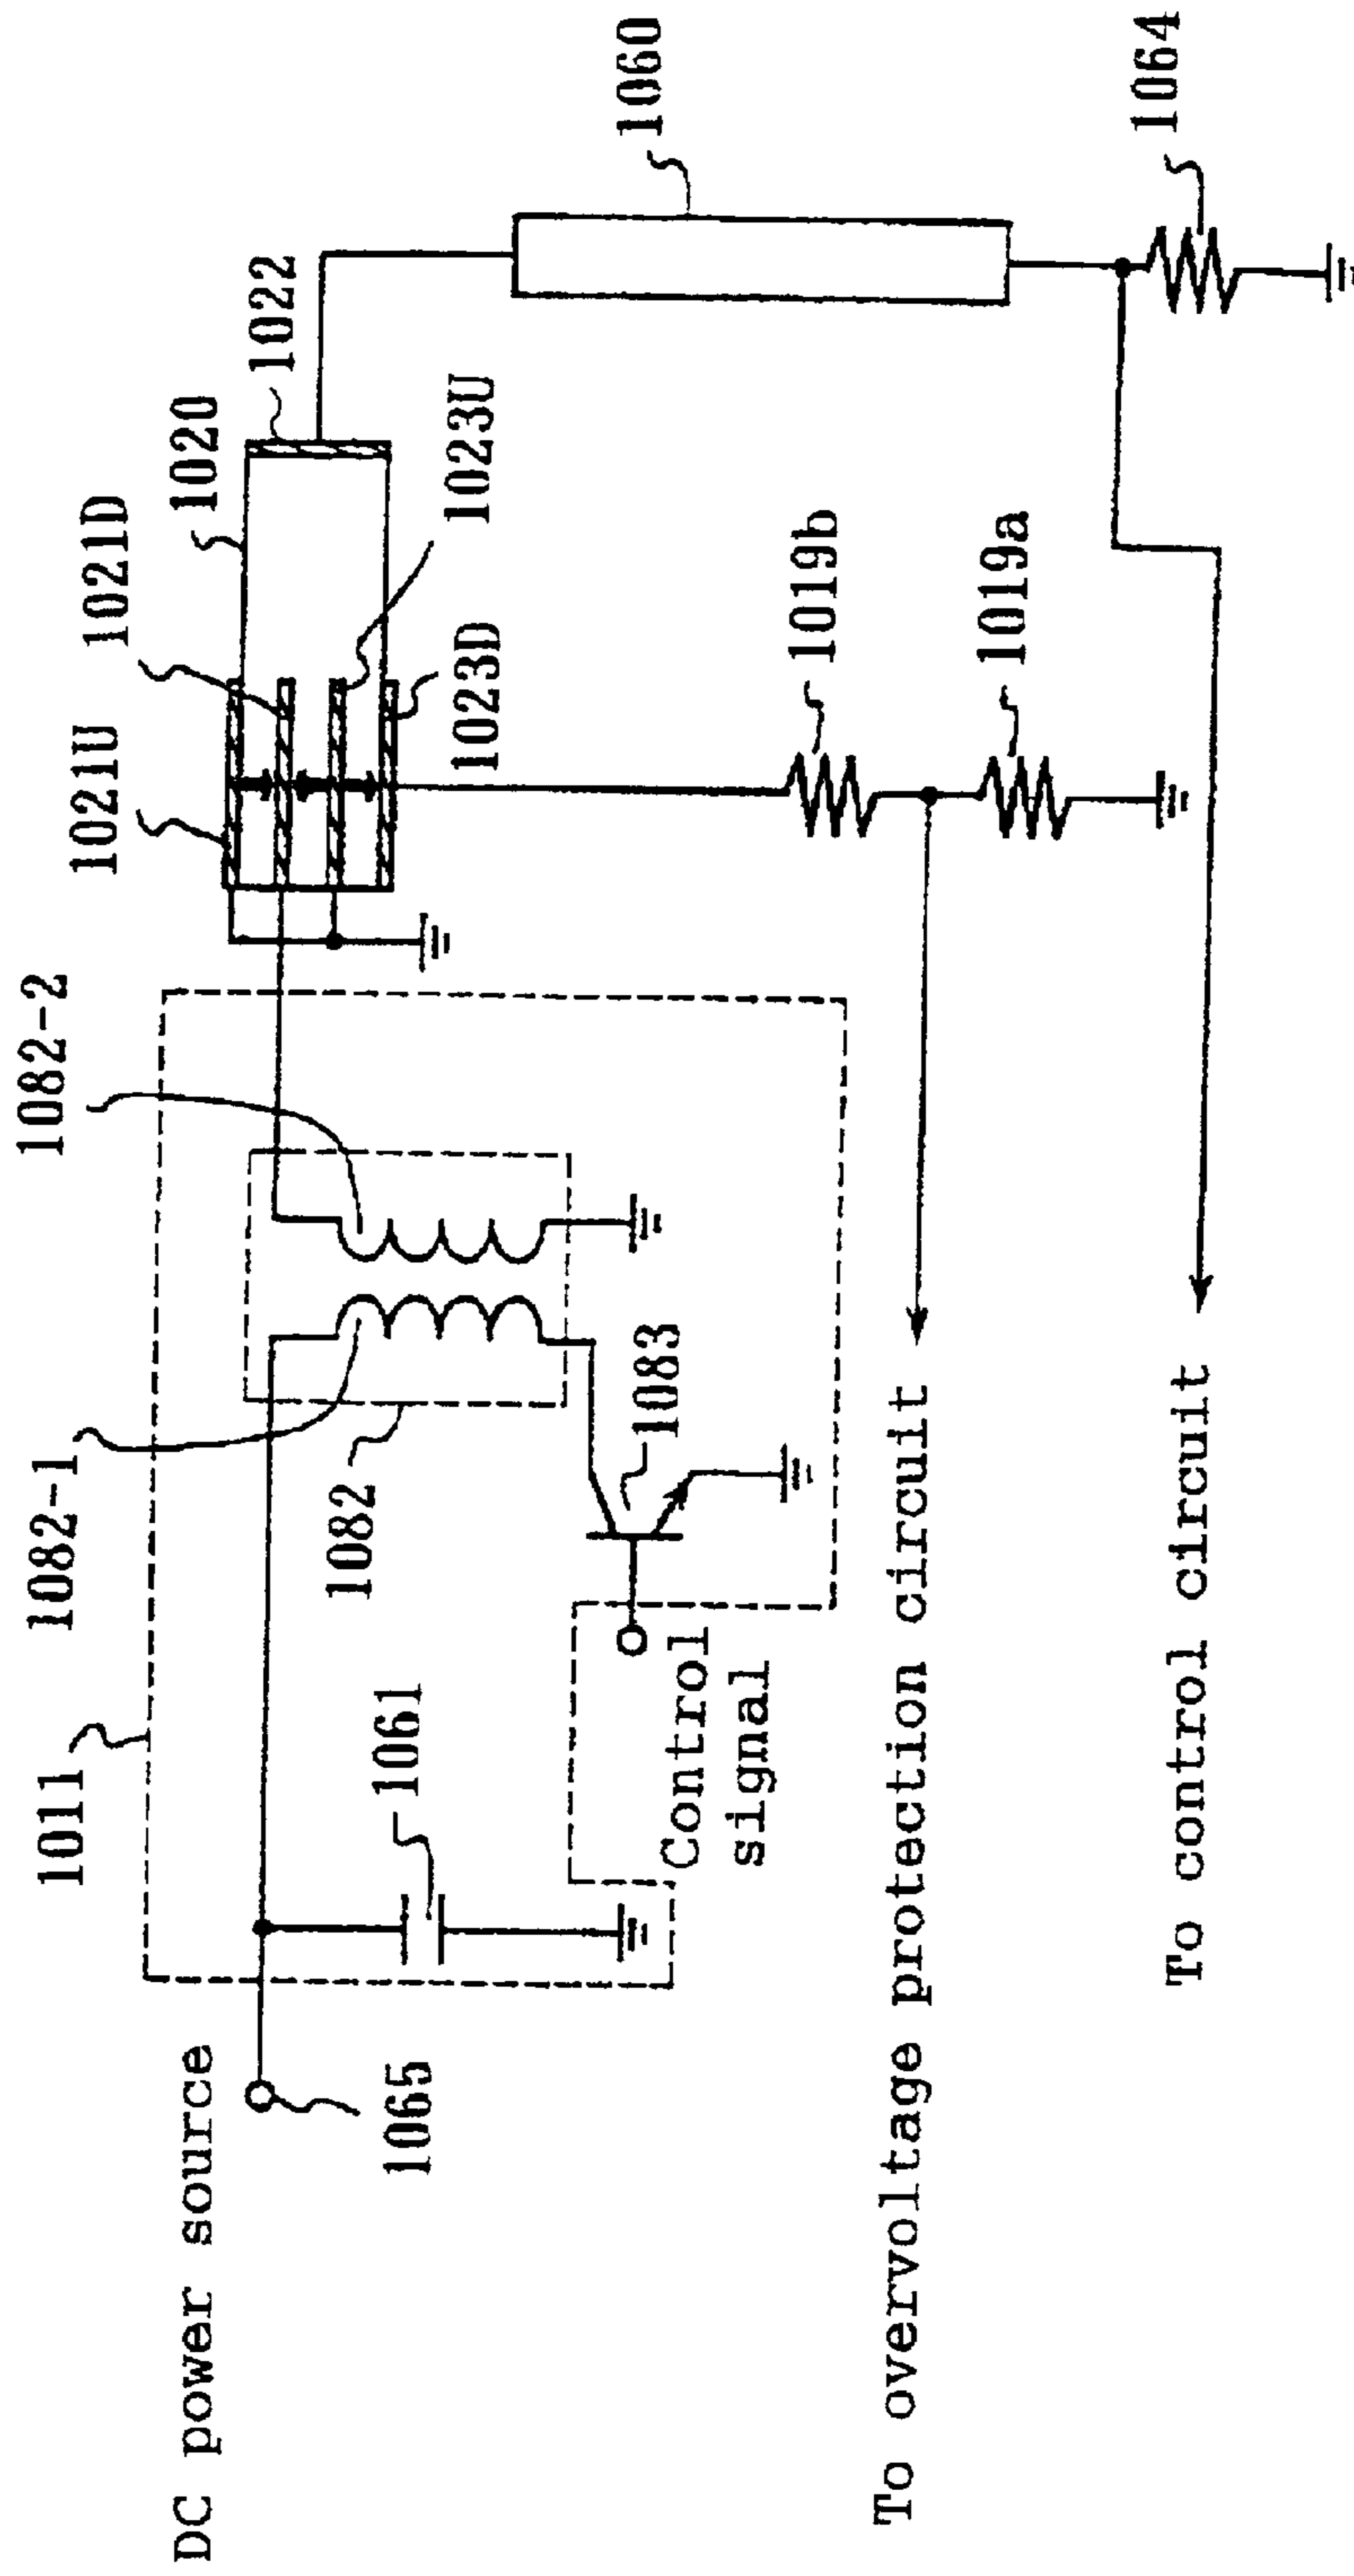 1011
1082-1
1082-2
1021U
1021D
1020
1022
DC power source
1065
1061
1082
1083
Control
signal
1023D
1023U
1060
1019b
1019a
1064
To overvoltage protection circuit
To control circuit